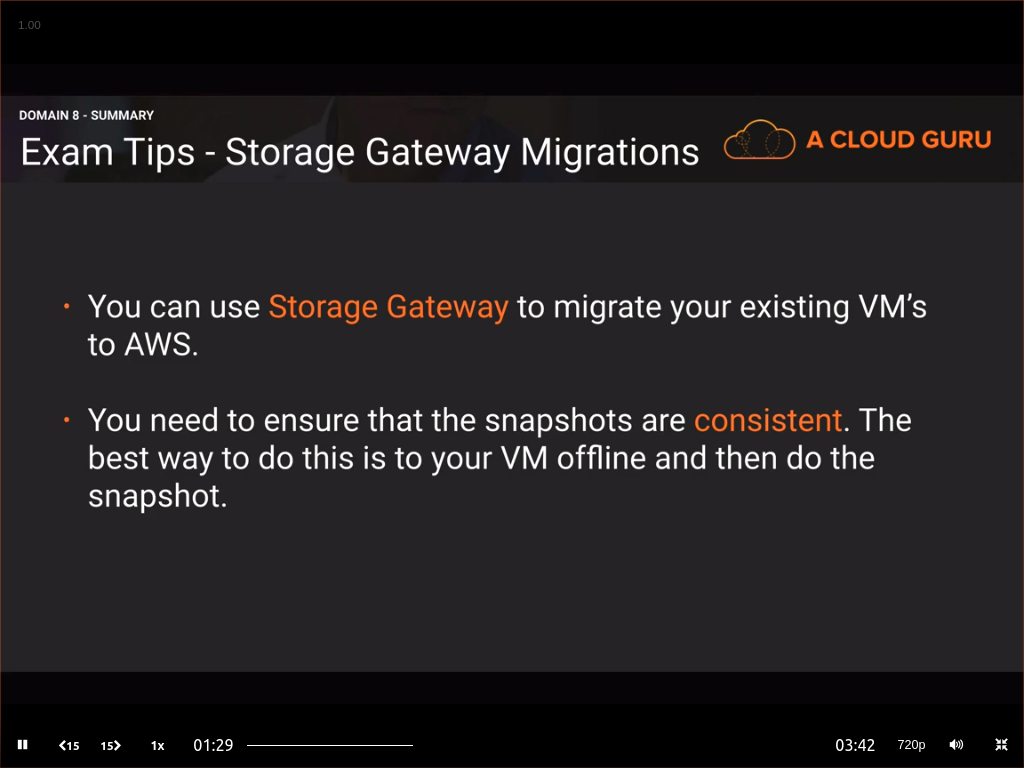 1.00
DOMAIN 8 - SUMMARY
Exam Tips - Storage Gateway Migrations
A CLOUD GURU
• You can use Storage Gateway to migrate your existing VM’s
to AWS.
• You need to ensure that the snapshots are consistent. The
best way to do this is to your VM offline and then do the
snapshot.
15 15 1x 01:29 03:42 720p